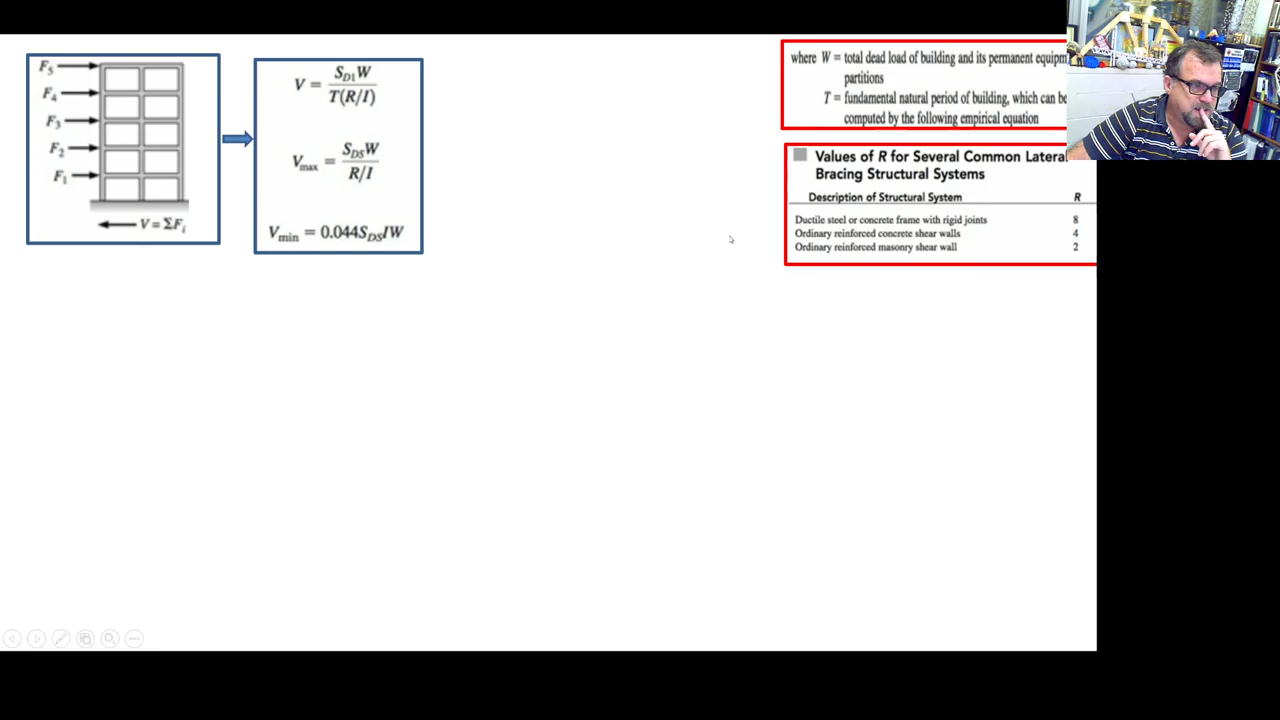 F5
F4
F3
F2
F1
V = ΣFi
V = SD1W / T(R/I)
Vmax = SDSW / R/I
Vmin = 0.044SDSIW
where W = total dead load of building and its permanent
partitions
T = fundamental natural period of building, which can be
computed by the following empirical equation
Values of R for Several Common
Bracing Structural Systems
Description of Structural System R
Ductile steel or concrete frame with rigid joints 8
Ordinary reinforced concrete shear walls 4
Ordinary reinforced masonry shear wall 2